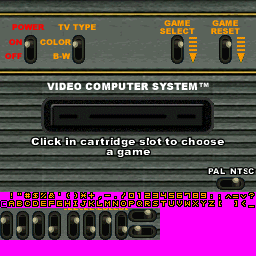 POWER TV TYPE GAME SELECT GAME RESET
ON COLOR
OFF B-W
VIDEO COMPUTER SYSTEM™
Click in cartridge slot to choose
a game
PAL NTSC
!"#$%&'()*+,-./0123456789:;<=>?
@ABCDEFGHIJKLMNOPQRSTUVWXYZ